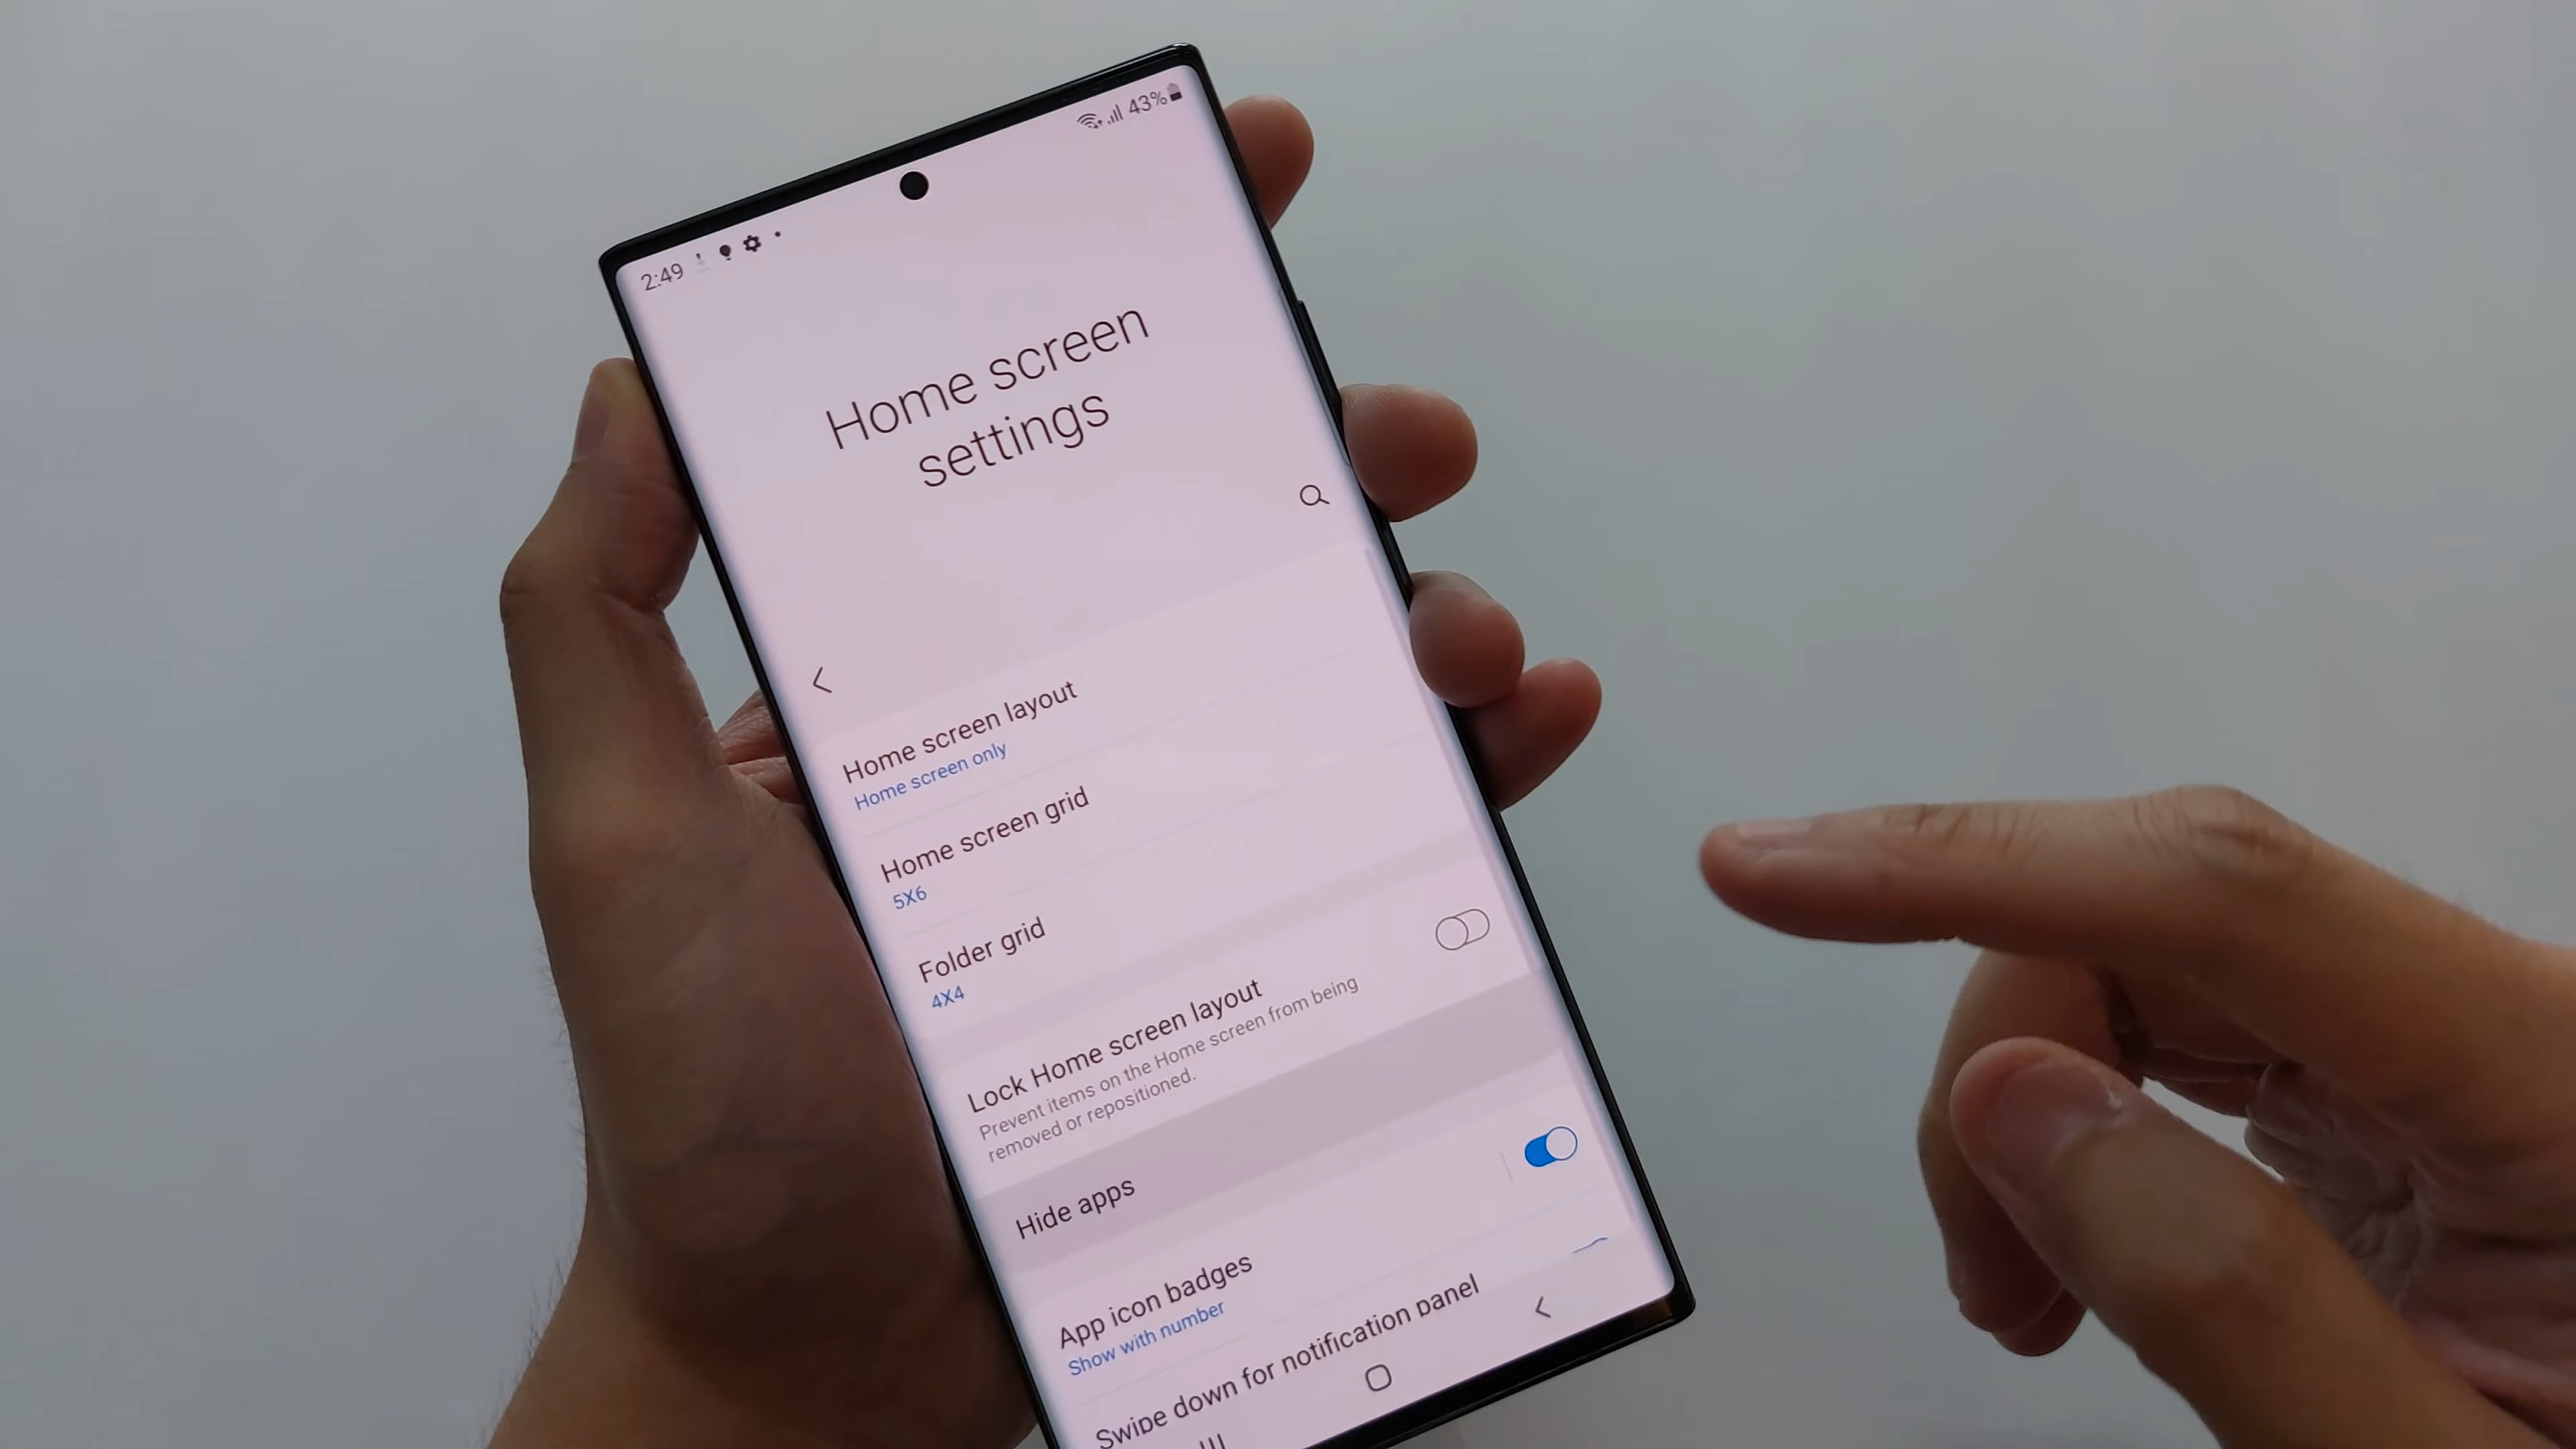 2:49
43%
Home screen
settings
Home screen layout
Home screen only
Home screen grid
5X6
Folder grid
4X4
Lock Home screen layout
Prevent items on the Home screen from being
removed or repositioned.
Hide apps
App icon badges
Show with number
Swipe down for notification panel